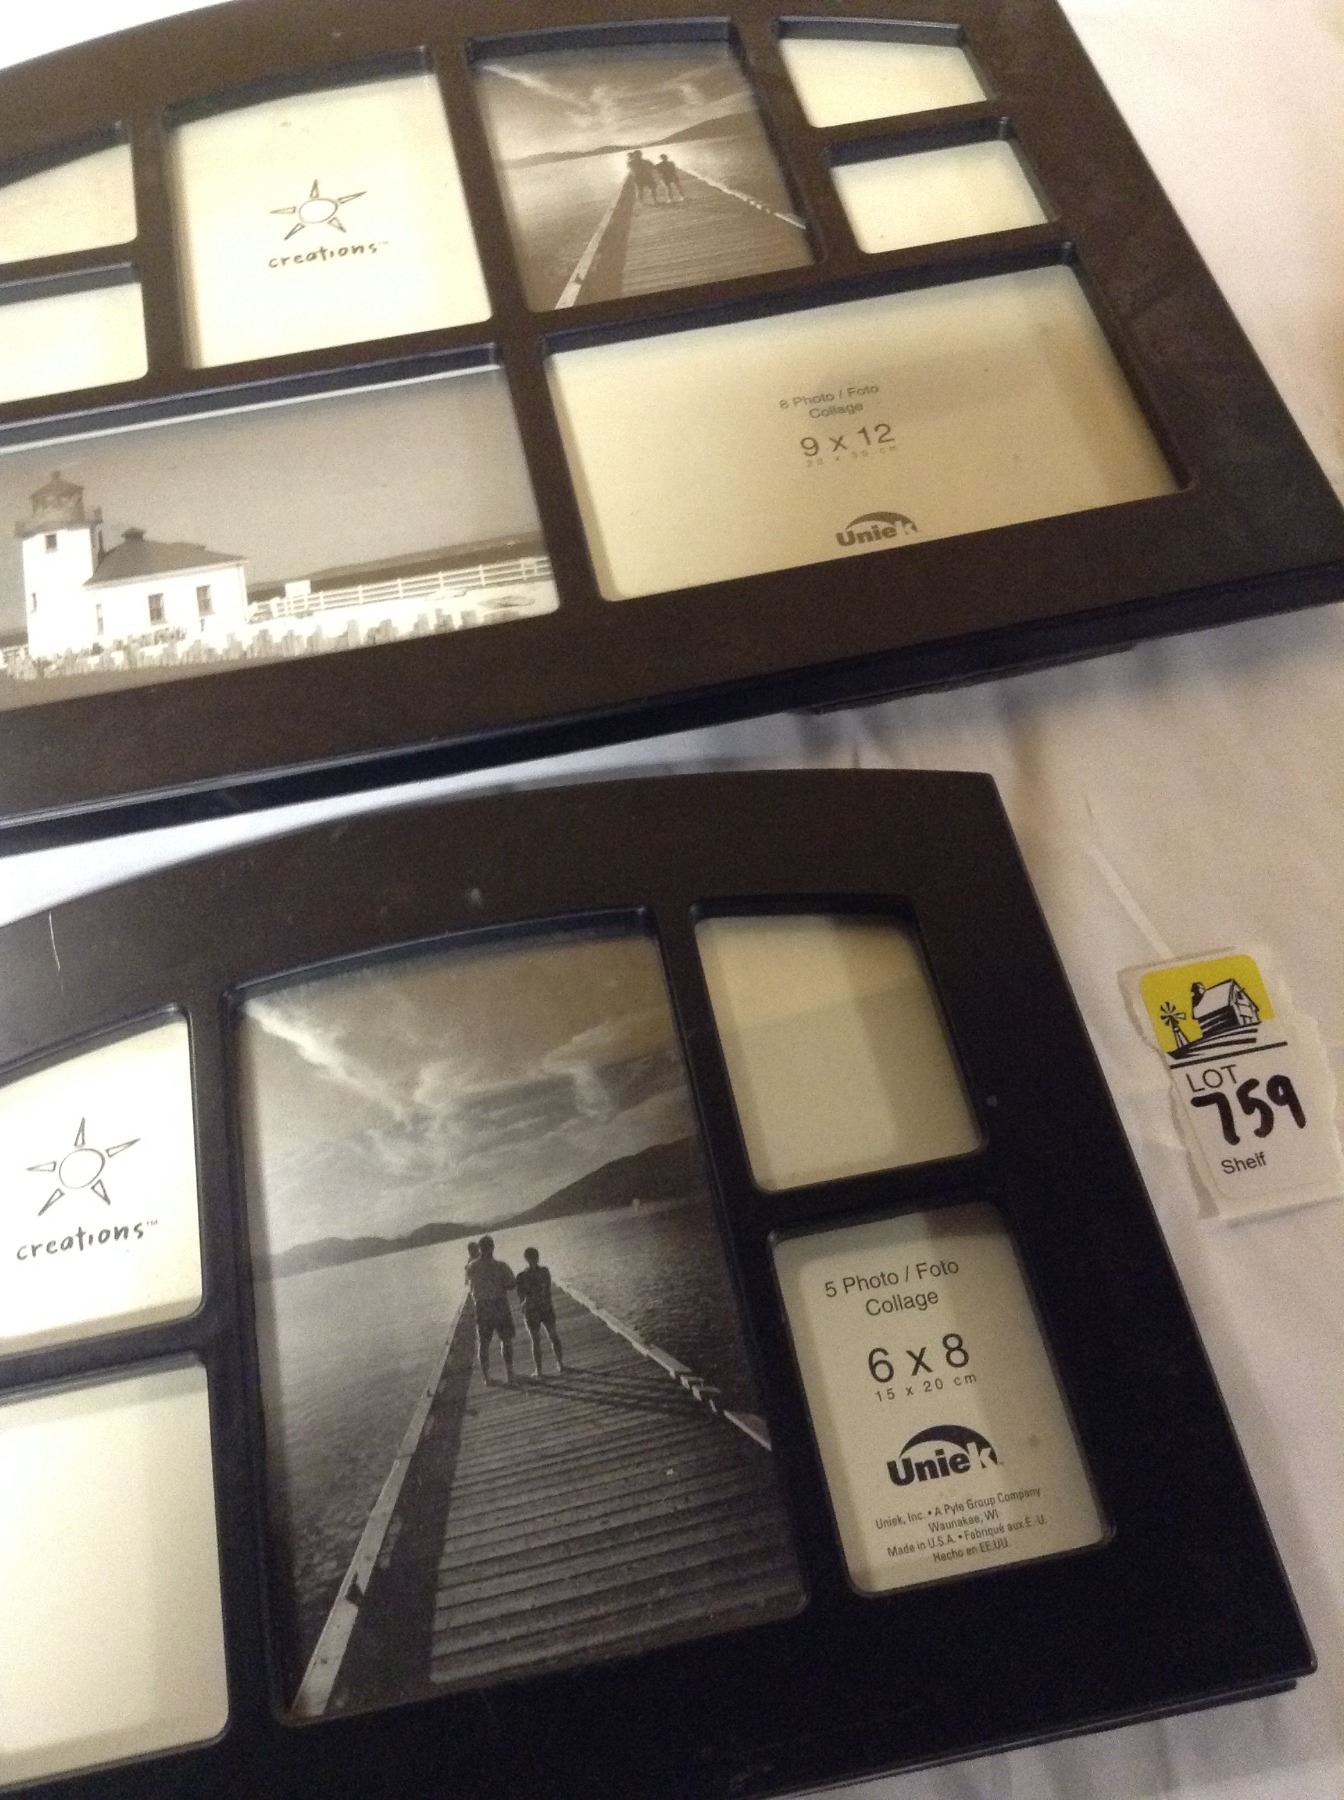 creations™
8 Photo / Foto
Collage
9 x 12
Uniek
LOT
759
Shelf
creations™
5 Photo / Foto
Collage
6 x 8
15 x 20 cm
Uniek
Uniek, Inc. • A Pyle Group Company
Waunakee, WI
Made in U.S.A. • Fabriqué aux E.-U.
Hecho en EE.UU.